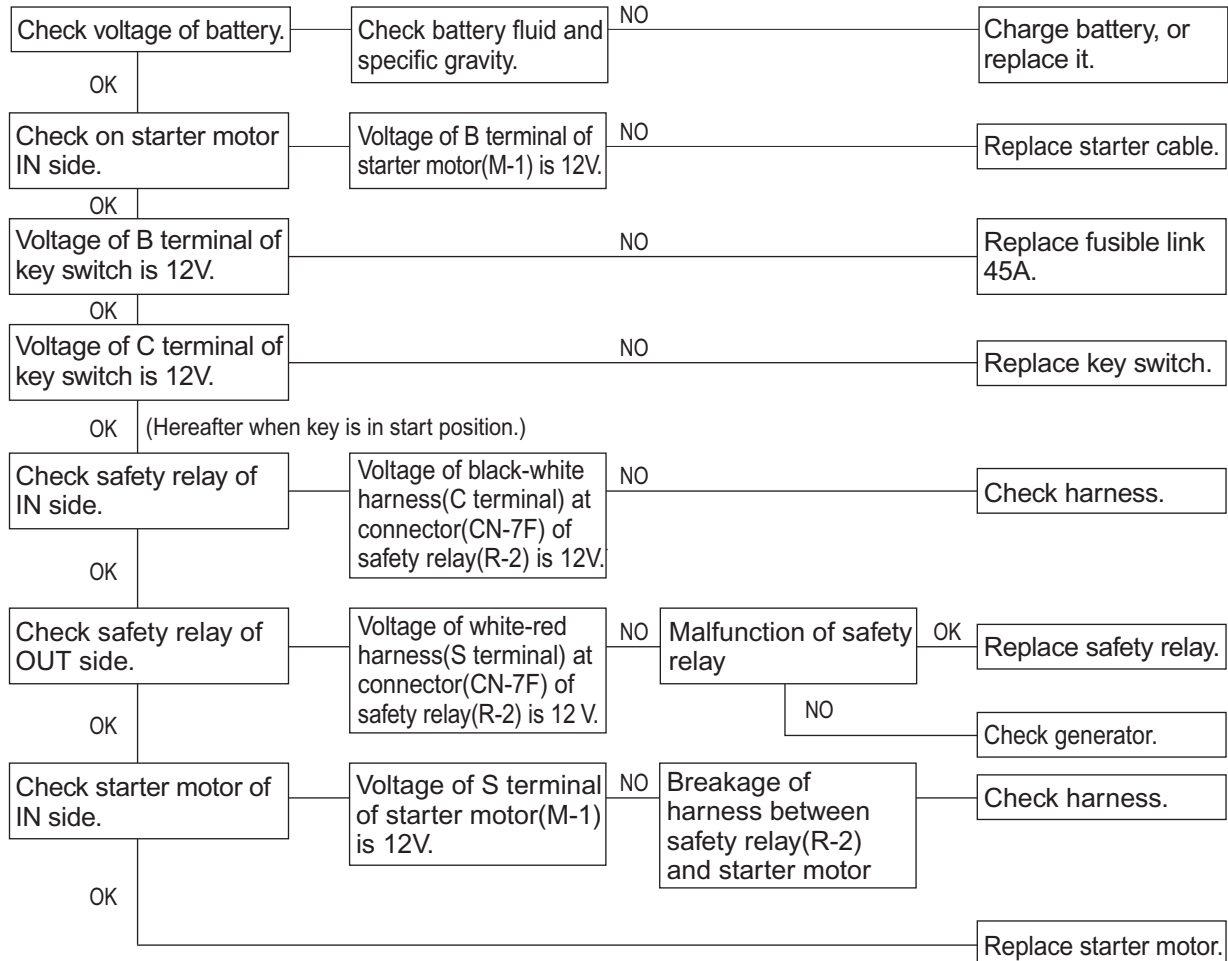 Check voltage of battery.
Check battery fluid and
specific gravity.
NO
Charge battery, or
replace it.
OK
Check on starter motor
IN side.
Voltage of B terminal of
starter motor(M-1) is 12V.
NO
Replace starter cable.
OK
Voltage of B terminal of
key switch is 12V.
NO
Replace fusible link
45A.
OK
Voltage of C terminal of
key switch is 12V.
NO
Replace key switch.
OK
(Hereafter when key is in start position.)
Check safety relay of
IN side.
Voltage of black-white
harness(C terminal) at
connector(CN-7F) of
safety relay(R-2) is 12V.
NO
Check harness.
OK
Check safety relay of
OUT side.
Voltage of white-red
harness(S terminal) at
connector(CN-7F) of
safety relay(R-2) is 12 V.
NO
Malfunction of safety
relay
OK
Replace safety relay.
NO
Check generator.
OK
Check starter motor of
IN side.
Voltage of S terminal
of starter motor(M-1)
is 12V.
NO
Breakage of
harness between
safety relay(R-2)
and starter motor
Check harness.
OK
Replace starter motor.